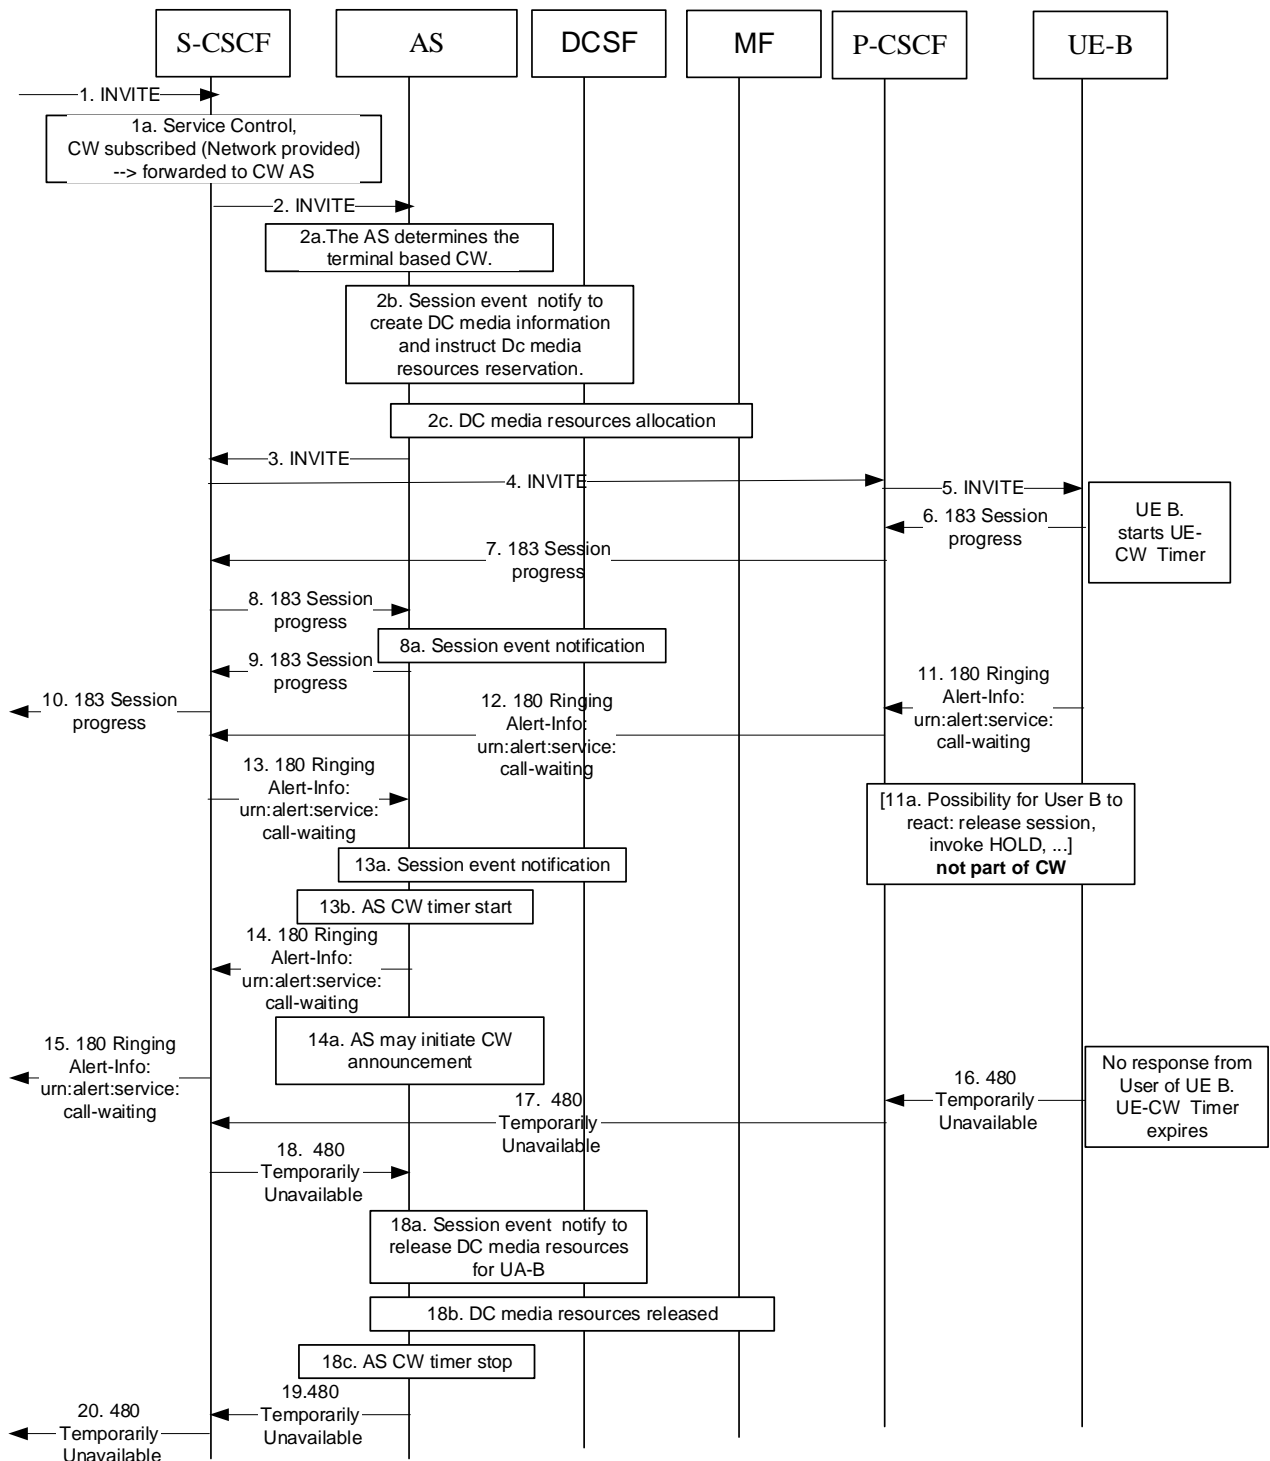 S-CSCF
AS
DCSF
MF
P-CSCF
UE-B
1. INVITE
1a. Service Control,
CW subscribed (Network provided)
--> forwarded to CW AS
2. INVITE
2a.The AS determines the
terminal based CW.
2b. Session event  notify to
create DC media information
and instruct Dc media
resources reservation.
2c. DC media resources allocation
3. INVITE
4. INVITE
5. INVITE
UE B.
starts UE-
CW  Timer
6. 183 Session
progress
7. 183 Session
progress
8. 183 Session
progress
8a. Session event notification
9. 183 Session
progress
10. 183 Session
progress
11. 180 Ringing
Alert-Info:
urn:alert:service:
call-waiting
12. 180 Ringing
Alert-Info:
urn:alert:service:
call-waiting
13. 180 Ringing
Alert-Info:
urn:alert:service:
call-waiting
[11a. Possibility for User B to
react: release session,
invoke HOLD, ...]
not part of CW
13a. Session event notification
13b. AS CW timer start
14. 180 Ringing
Alert-Info:
urn:alert:service:
call-waiting
14a. AS may initiate CW
announcement
15. 180 Ringing
Alert-Info:
urn:alert:service:
call-waiting
No response from
User of UE B.
UE-CW  Timer
expires
16. 480
Temporarily
Unavailable
17.  480
Temporarily
Unavailable
18.  480
Temporarily
Unavailable
18a. Session event  notify to
release DC media resources
for UA-B
18b. DC media resources released
18c. AS CW timer stop
19.480
Temporarily
Unavailable
20. 480
Temporarily
Unavailable